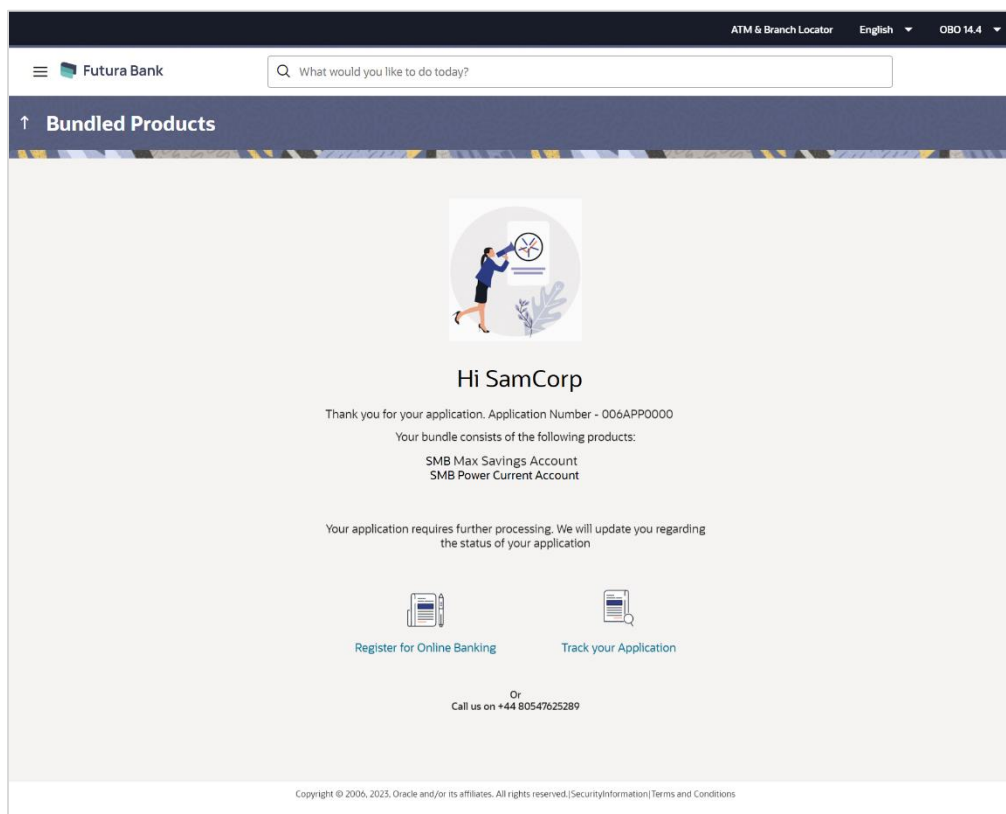 ATM & Branch Locator English OBO 14.4
Futura Bank What would you like to do today?
Bundled Products
Hi SamCorp
Thank you for your application. Application Number - 006APP0000
Your bundle consists of the following products:
SMB Max Savings Account
SMB Power Current Account
Your application requires further processing. We will update you regarding
the status of your application
Register for Online Banking Track your Application
Or
Call us on +44 80547625289
Copyright © 2006, 2023, Oracle and/or its affiliates. All rights reserved.|SecurityInformation|Terms and Conditions